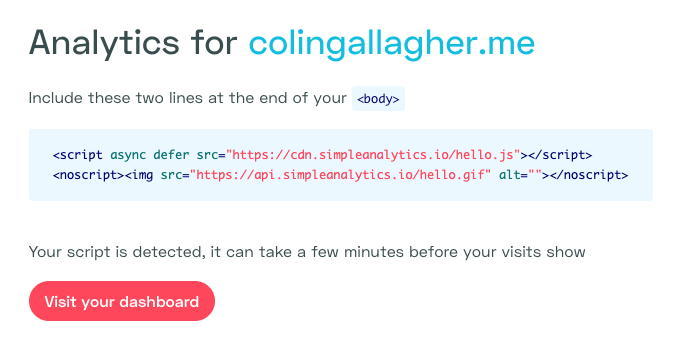 Analytics for colingallagher.me
Include these two lines at the end of your <body>
<script async defer src="https://cdn.simpleanalytics.io/hello.js"></script>
<noscript><img src="https://api.simpleanalytics.io/hello.gif" alt=""></noscript>
Your script is detected, it can take a few minutes before your visits show
Visit your dashboard